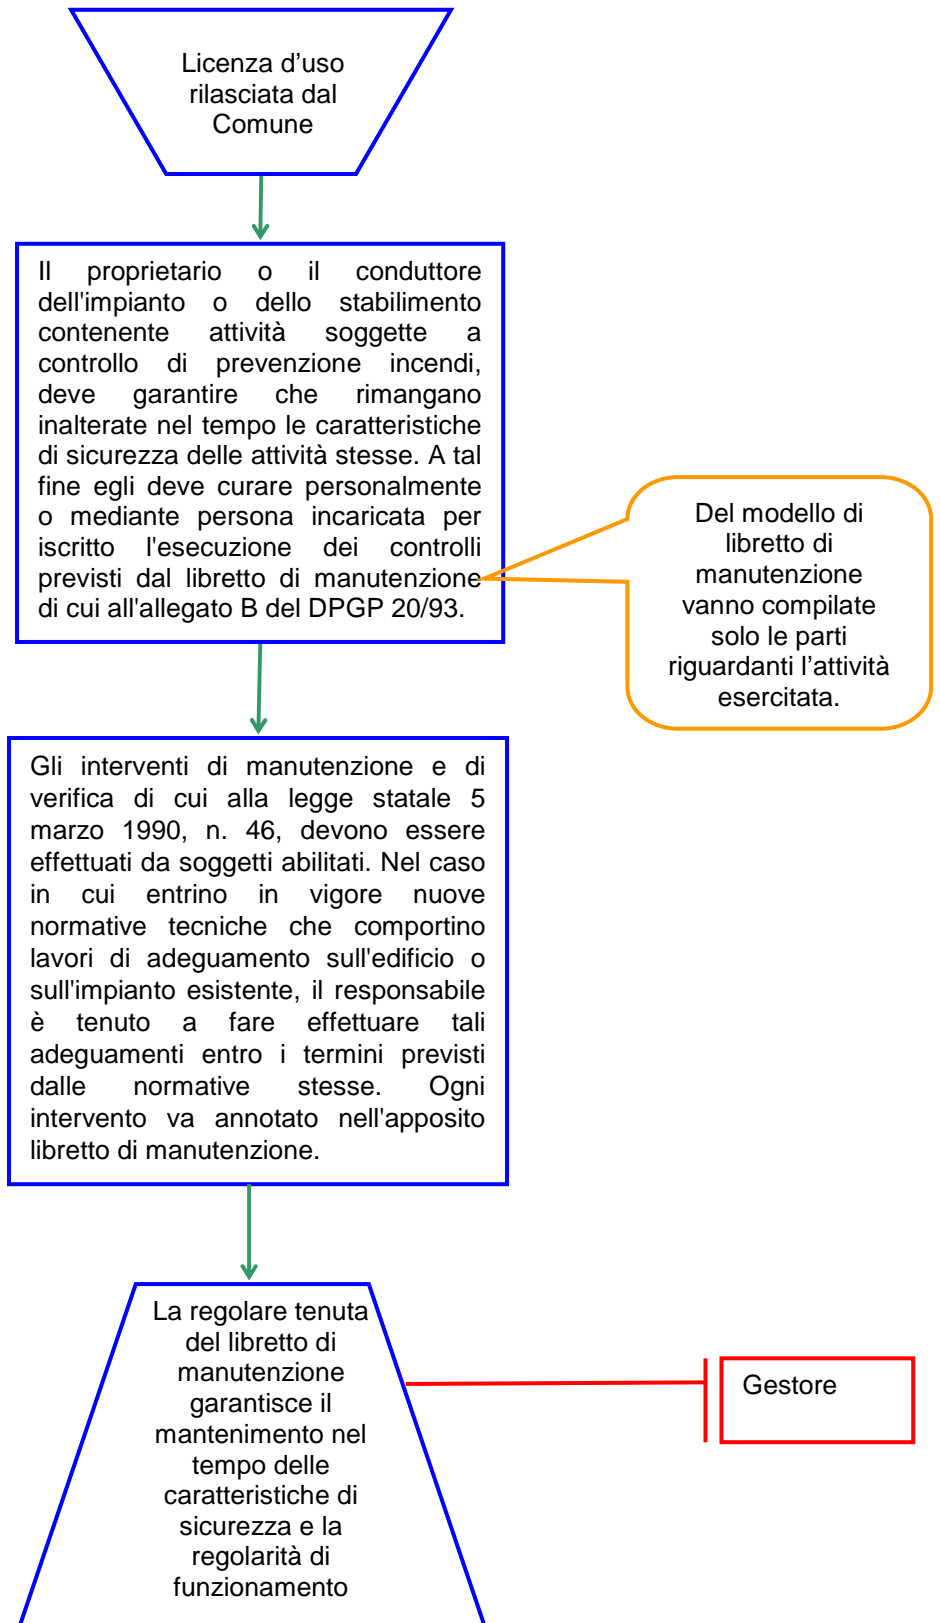 Licenza d’uso
rilasciata dal
Comune
Il proprietario o il conduttore
dell'impianto o dello stabilimento
contenente attività soggette a
controllo di prevenzione incendi,
deve garantire che rimangano
inalterate nel tempo le caratteristiche
di sicurezza delle attività stesse. A tal
fine egli deve curare personalmente
o mediante persona incaricata per
iscritto l'esecuzione dei controlli
previsti dal libretto di manutenzione
di cui all'allegato B del DPGP 20/93.
Del modello di
libretto di
manutenzione
vanno compilate
solo le parti
riguardanti l’attività
esercitata.
Gli interventi di manutenzione e di
verifica di cui alla legge statale 5
marzo 1990, n. 46, devono essere
effettuati da soggetti abilitati. Nel caso
in cui entrino in vigore nuove
normative tecniche che comportino
lavori di adeguamento sull'edificio o
sull'impianto esistente, il responsabile
è tenuto a fare effettuare tali
adeguamenti entro i termini previsti
dalle normative stesse. Ogni
intervento va annotato nell'apposito
libretto di manutenzione.
La regolare tenuta
del libretto di
manutenzione
garantisce il
mantenimento nel
tempo delle
caratteristiche di
sicurezza e la
regolarità di
funzionamento
Gestore